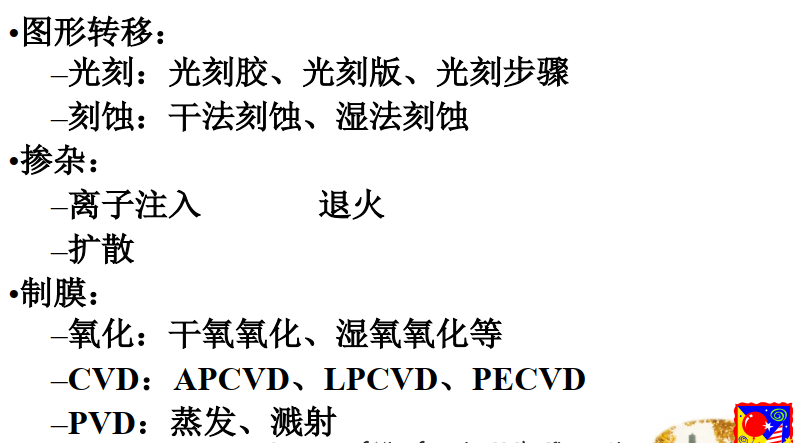 •图形转移：
–光刻：光刻胶、光刻版、光刻步骤
–刻蚀：干法刻蚀、湿法刻蚀
•掺杂：
–离子注入 退火
–扩散
•制膜：
–氧化：干氧氧化、湿氧氧化等
–CVD：APCVD、LPCVD、PECVD
–PVD：蒸发、溅射